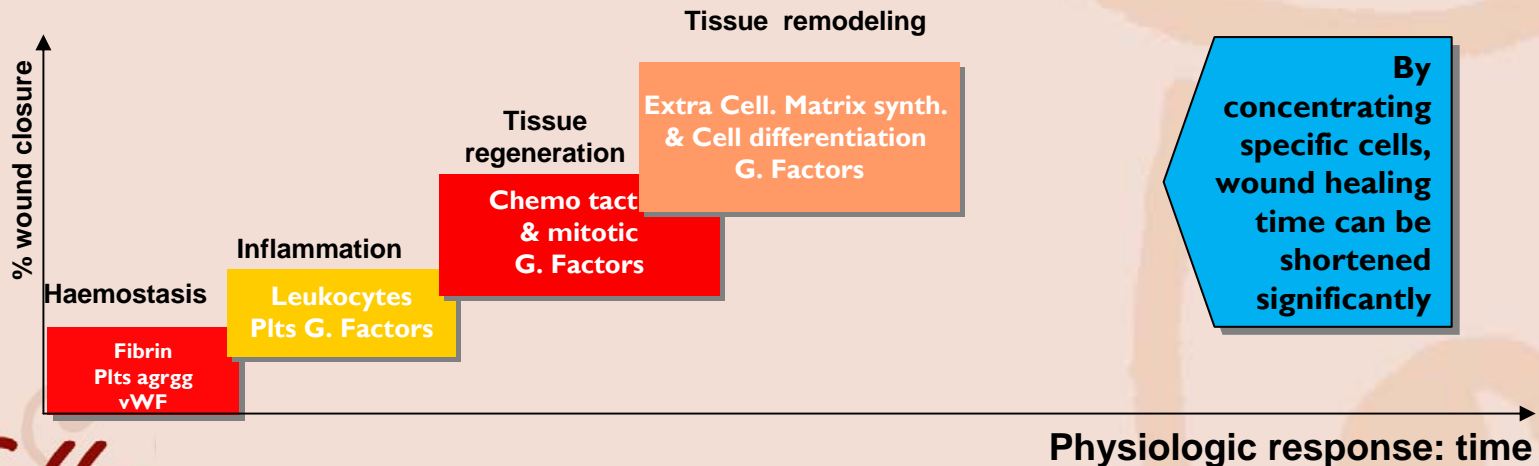 Tissue remodeling
% wound closure
Extra Cell. Matrix synth.
& Cell differentiation
G. Factors
Tissue
regeneration
Chemo tact
& mitotic
G. Factors
Inflammation
Leukocytes
Plts G. Factors
Haemostasis
Fibrin
Plts agrgg
vWF
By
concentrating
specific cells,
wound healing
time can be
shortened
significantly
Physiologic response: time